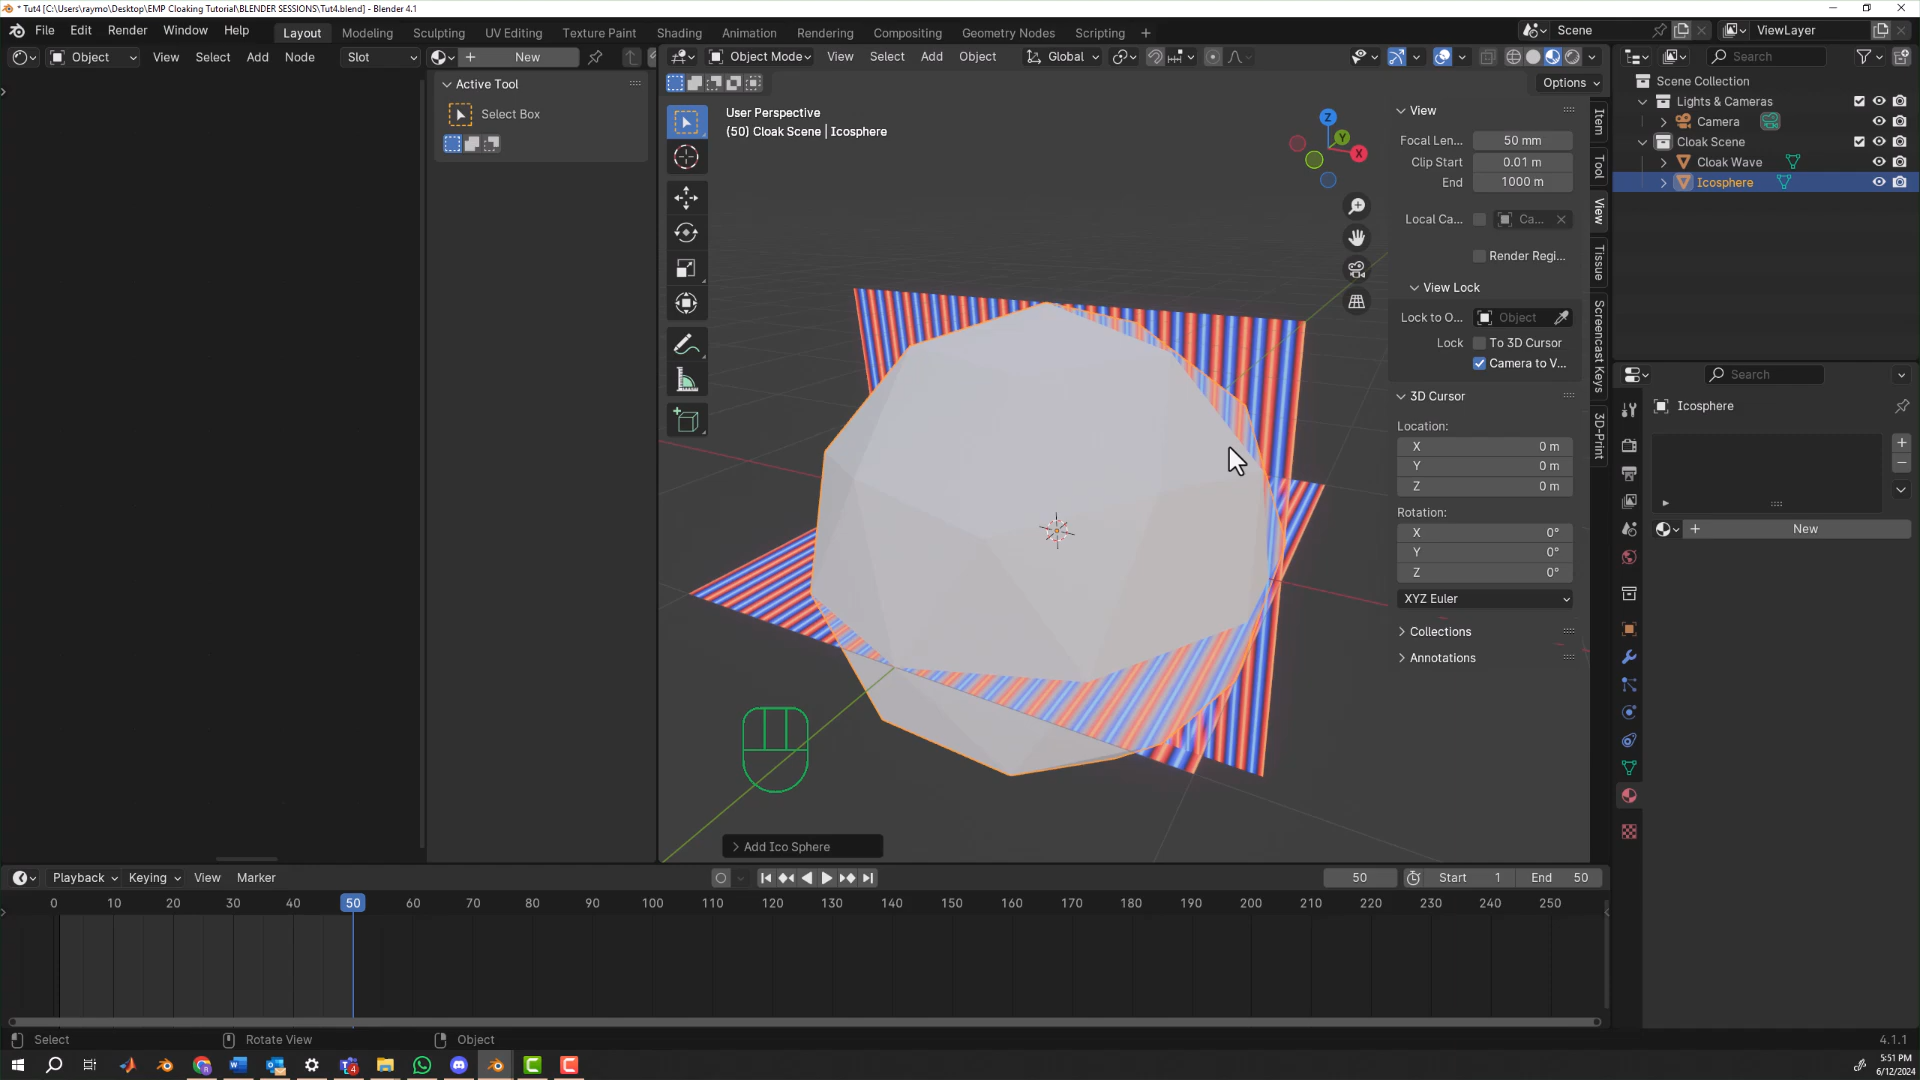 * Tut4 [C:\Users\raymo\Desktop\EMP Cloaking Tutorial\BLENDER SESSIONS\Tut4.blend] - Blender 4.1
File Edit Render Window Help Layout Modeling Sculpting UV Editing Texture Paint Shading Animation Rendering Compositing Geometry Nodes Scripting + Scene ViewLayer
Object View Select Add Node Slot New Object Mode View Select Add Object Global Search
Options
Active Tool
Select Box
User Perspective
(50) Cloak Scene | Icosphere
Z
Y
X
View
Focal Len... 50 mm
Clip Start 0.01 m
End 1000 m
Local Ca... Ca...
Render Regi...
View Lock
Lock to O... Object
Lock To 3D Cursor
Camera to V...
3D Cursor
Location:
X 0 m
Y 0 m
Z 0 m
Rotation:
X 0°
Y 0°
Z 0°
XYZ Euler
Collections
Annotations
Item
Tool
View
Tissue
Screencast Keys
3D-Print
Scene Collection
Lights & Cameras
Camera
Cloak Scene
Cloak Wave
Icosphere
Search
Icosphere
New
Add Ico Sphere
Playback Keying View Marker 50 Start 1 End 50
0 10 20 30 40 50 60 70 80 90 100 110 120 130 140 150 160 170 180 190 200 210 220 230 240 250
Select Rotate View Object 4.1.1
5:51 PM
6/12/2024